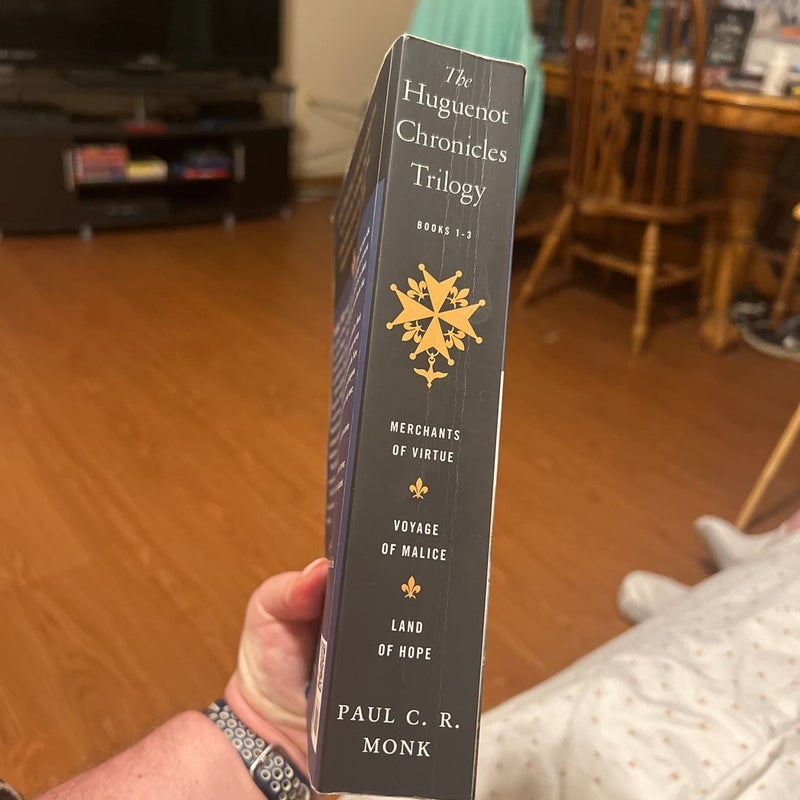 The
Huguenot
Chronicles
Trilogy
BOOKS 1-3
MERCHANTS
OF VIRTUE
VOYAGE
OF MALICE
LAND
OF HOPE
PAUL C. R.
MONK